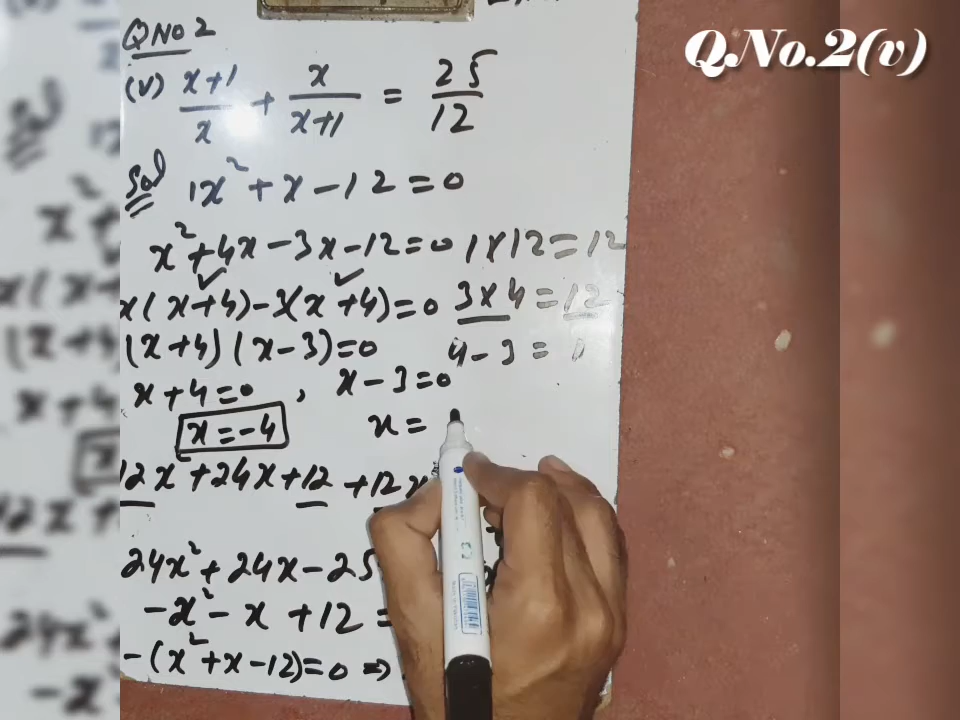 Q.No.2(v)
QNO 2
(v) x+1/x + x/x+1 = 25/12
Sol 1x² + x - 12 = 0
x² + 4x - 3x - 12 = 0 1×12 = 12
x(x+4) - 3(x+4) = 0 3×4 = 12
(x+4)(x-3) = 0 4-3 = 1
x+4=0 , x-3=0
x=-4 x=
12x² + 24x + 12 + 12x
24x² + 24x - 25
-x² - x + 12 =
-(x² + x - 12) = 0 ⇒